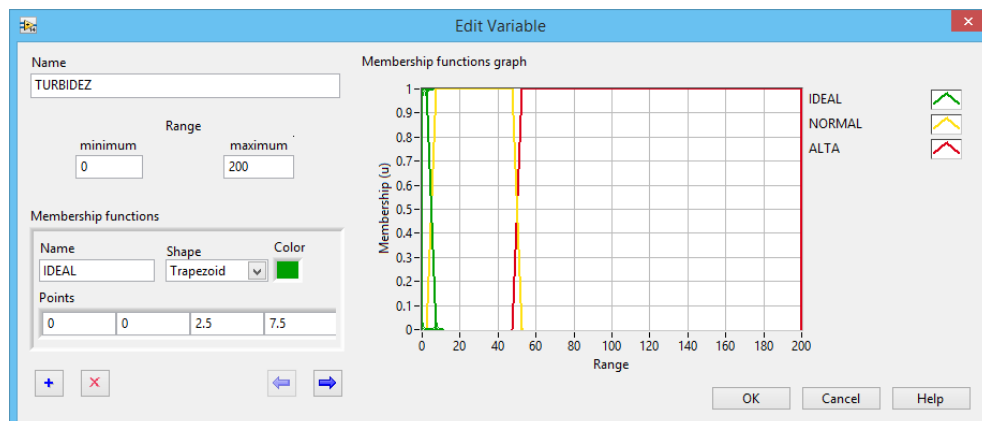 Edit Variable
Name
TURBIDEZ
Range
minimum maximum
0 200
Membership functions
Name Shape Color
IDEAL Trapezoid
Points
0 0 2.5 7.5
Membership functions graph
Membership (u)
1
0.9
0.8
0.7
0.6
0.5
0.4
0.3
0.2
0.1
0
0 20 40 60 80 100 120 140 160 180 200
Range
IDEAL
NORMAL
ALTA
OK Cancel Help